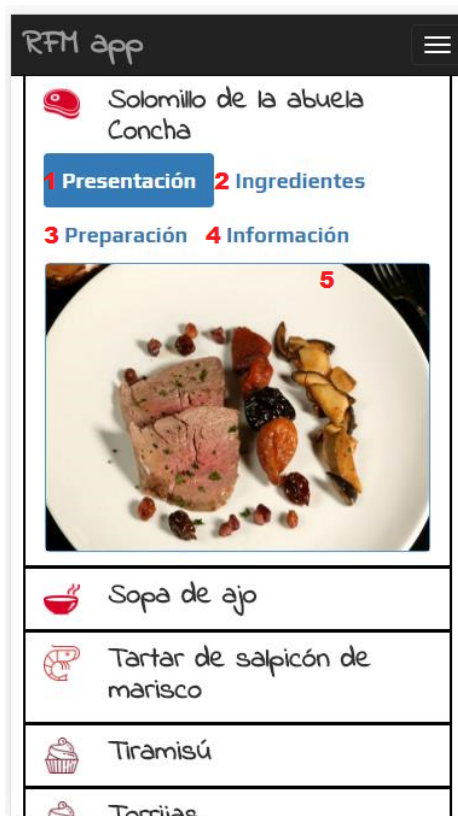 RFM app
Solomillo de la abuela
Concha
1 Presentación 2 Ingredientes
3 Preparación 4 Información
5
Sopa de ajo
Tartar de salpicón de
marisco
Tiramisú
Torrijas